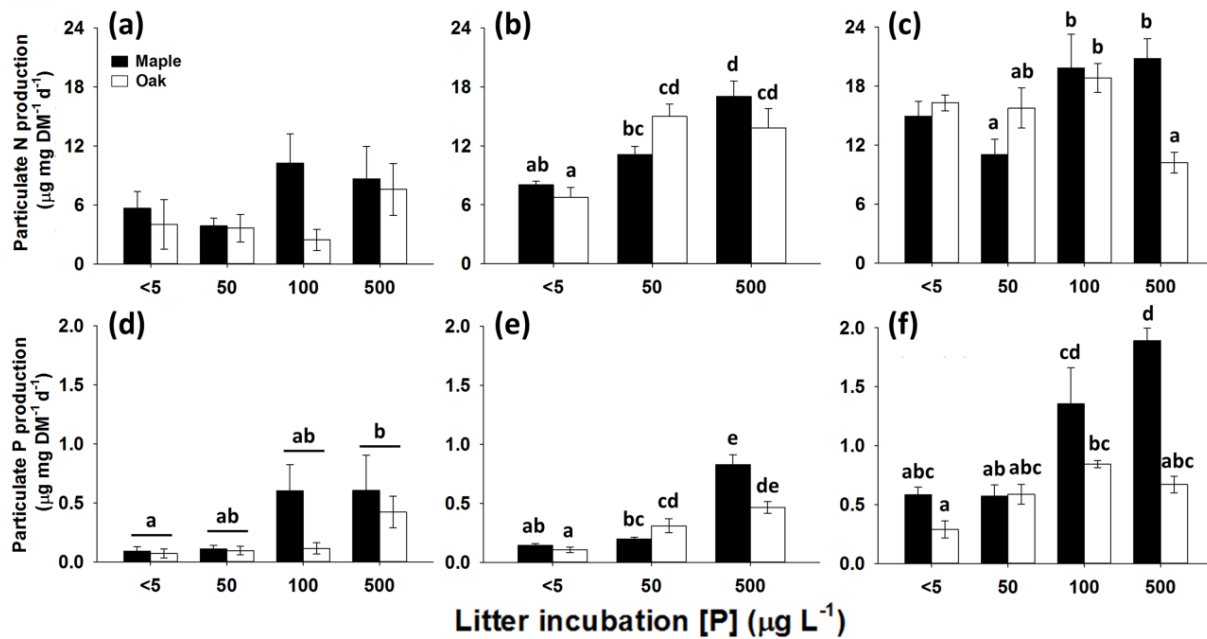 (a)
24
18
12
6
0
Particulate N production
(µg mg DM⁻¹ d⁻¹)
Maple
Oak
<5 50 100 500
(b)
24
18
12
6
0
ab a bc cd d cd
<5 50 500
(c)
24
18
12
6
0
a ab b b b a
<5 50 100 500
(d)
2.0
1.5
1.0
0.5
0.0
Particulate P production
(µg mg DM⁻¹ d⁻¹)
a ab ab b
<5 50 100 500
(e)
2.0
1.5
1.0
0.5
0.0
ab a bc cd e de
<5 50 500
(f)
2.0
1.5
1.0
0.5
0.0
abc a ab abc cd bc d abc
<5 50 100 500
Litter incubation [P] (µg L⁻¹)